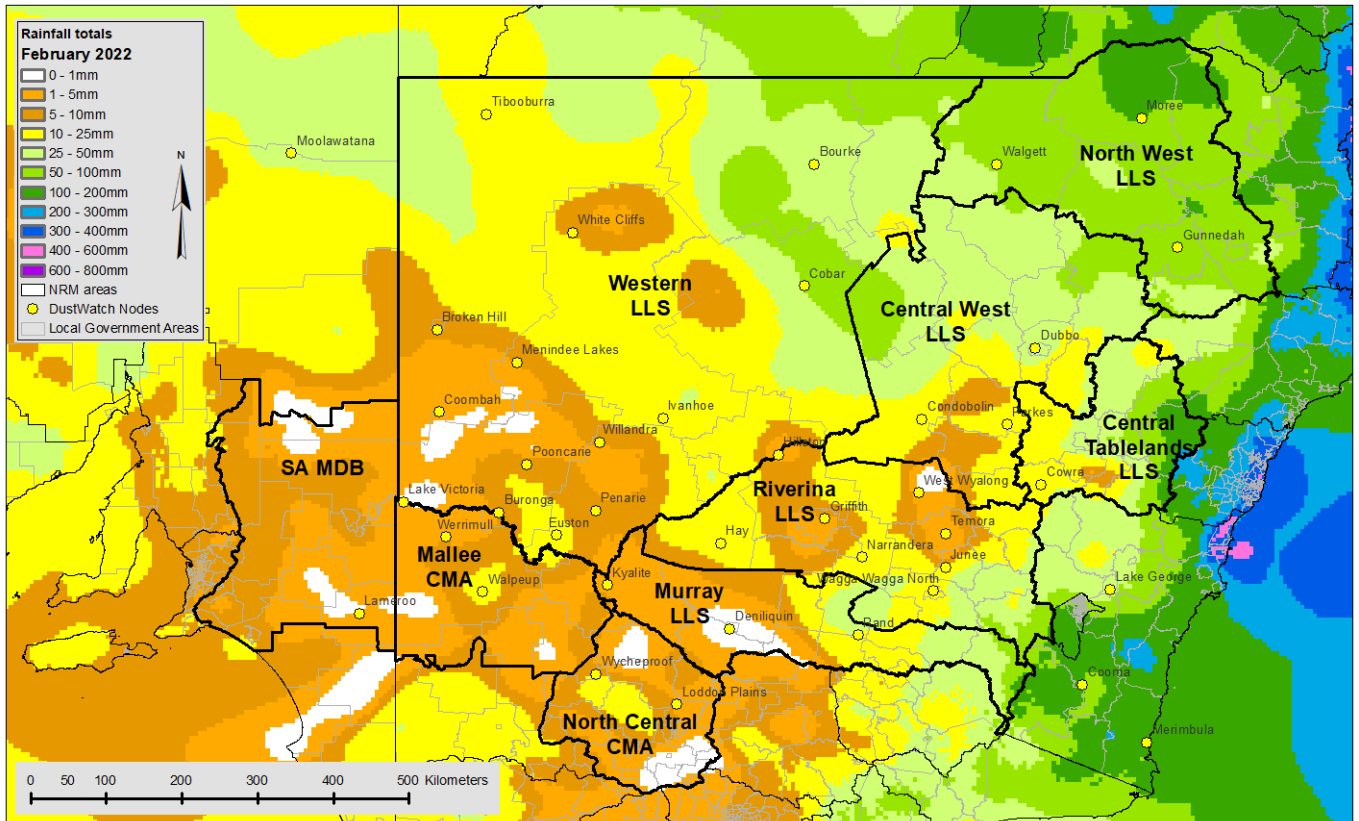 Rainfall totals
February 2022
0 - 1mm
1 - 5mm
5 - 10mm
10 - 25mm
25 - 50mm
50 - 100mm
100 - 200mm
200 - 300mm
300 - 400mm
400 - 600mm
600 - 800mm
NRM areas
DustWatch Nodes
Local Government Areas
N
Tibooburra
Moolawatana
Moree
Bourke
Walgett
North West
LLS
White Cliffs
Gunnedah
Western
LLS
Cobar
Central West
LLS
Broken Hill
Dubbo
Menindee Lakes
Coombah
Ivanhoe
Condobolin
Parkes
Central
Tablelands
LLS
Willandra
Hillston
SA MDB
Pooncarie
Cowra
Lake Victoria
Buronga
Penarie
Riverina
LLS
West Wyalong
Griffith
Werrimull
Euston
Hay
Temora
Mallee
CMA
Narrandera
Junee
Walpeup
Kyalite
Murray
LLS
Wagga Wagga North
Lake George
Lameroo
Deniliquin
Rand
Wycheproof
Cooma
Loddon Plains
North Central
CMA
Merimbula
0 50 100 200 300 400 500 Kilometers